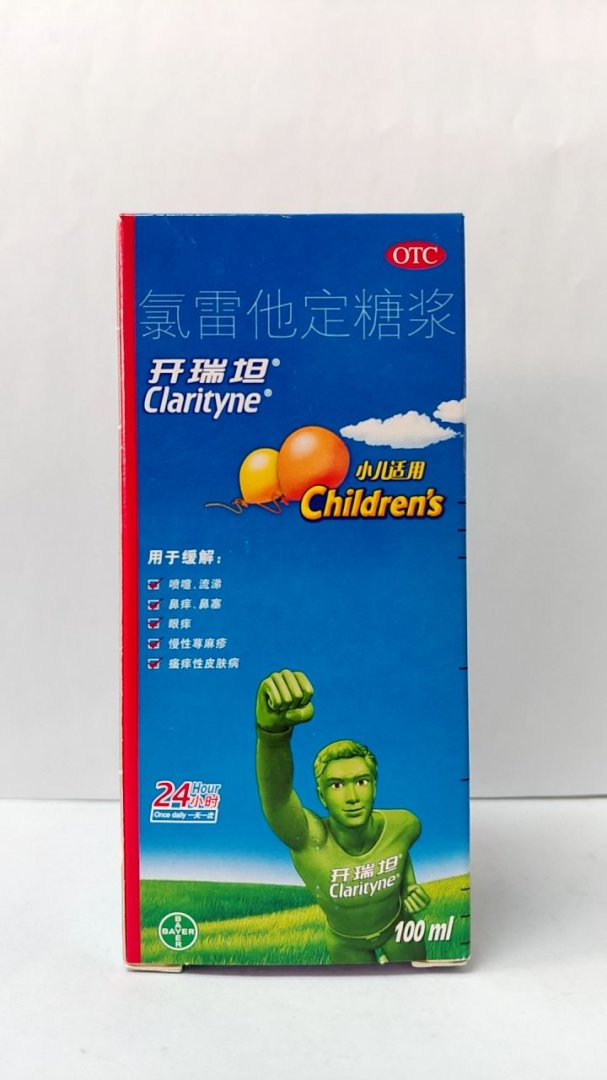 OTC
氯雷他定糖浆
开瑞坦®
Clarityne®
小儿适用
Children's
用于缓解：
喷嚏、流涕
鼻痒、鼻塞
眼痒
慢性荨麻疹
瘙痒性皮肤病
24 Hour
小时
Once daily 一天一次
开瑞坦®
Clarityne®
BAYER
BAYER
100 ml